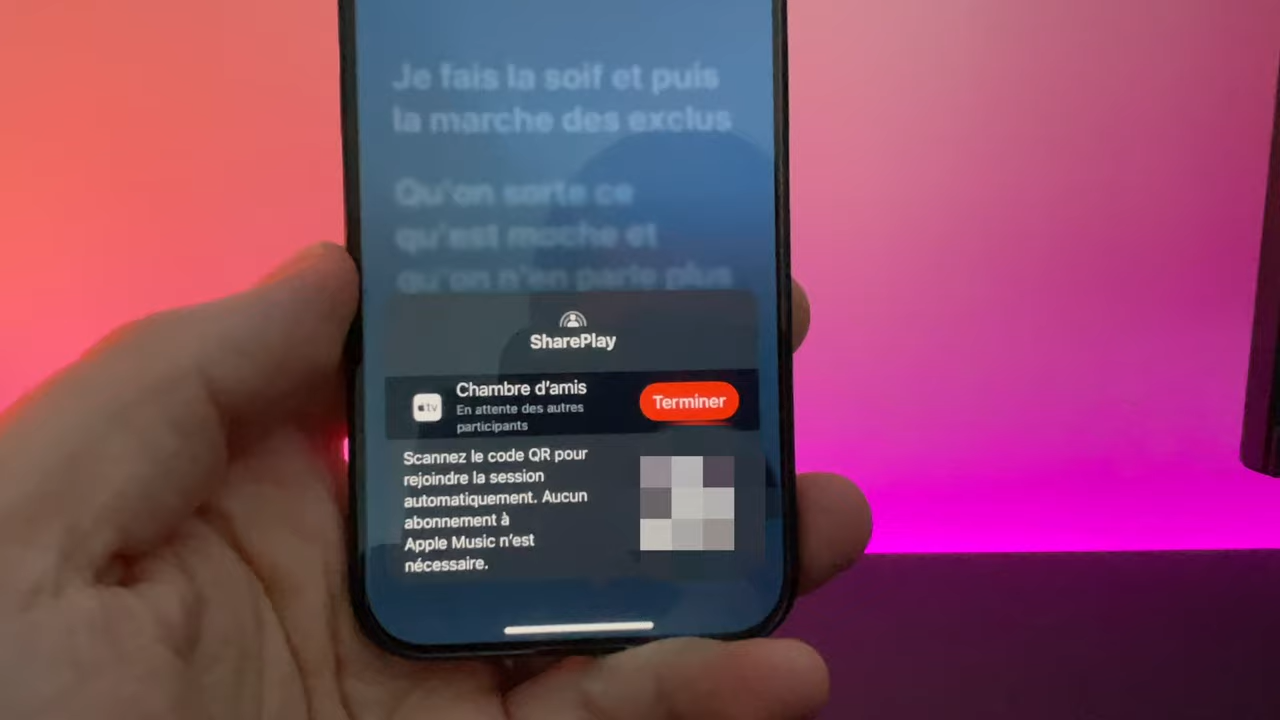 Je fais la soif et puis
la marche des exclus
Qu'on sorte ce
qu'est moche et
qu'on n'en parle plus
SharePlay
tv
Chambre d'amis
En attente des autres
participants
Terminer
Scannez le code QR pour
rejoindre la session
automatiquement. Aucun
abonnement à
Apple Music n'est
nécessaire.